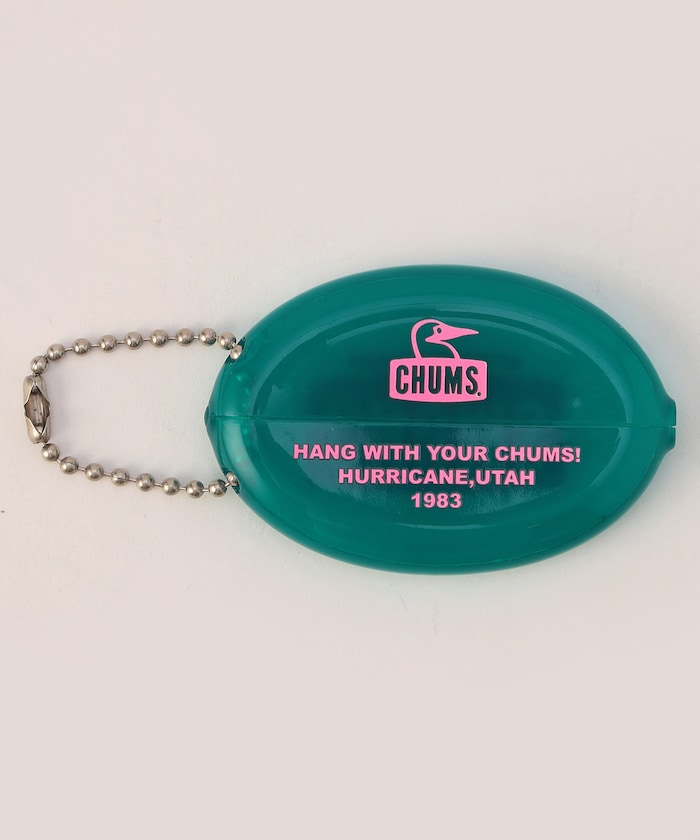 CHUMS.
HANG WITH YOUR CHUMS!
HURRICANE,UTAH
1983